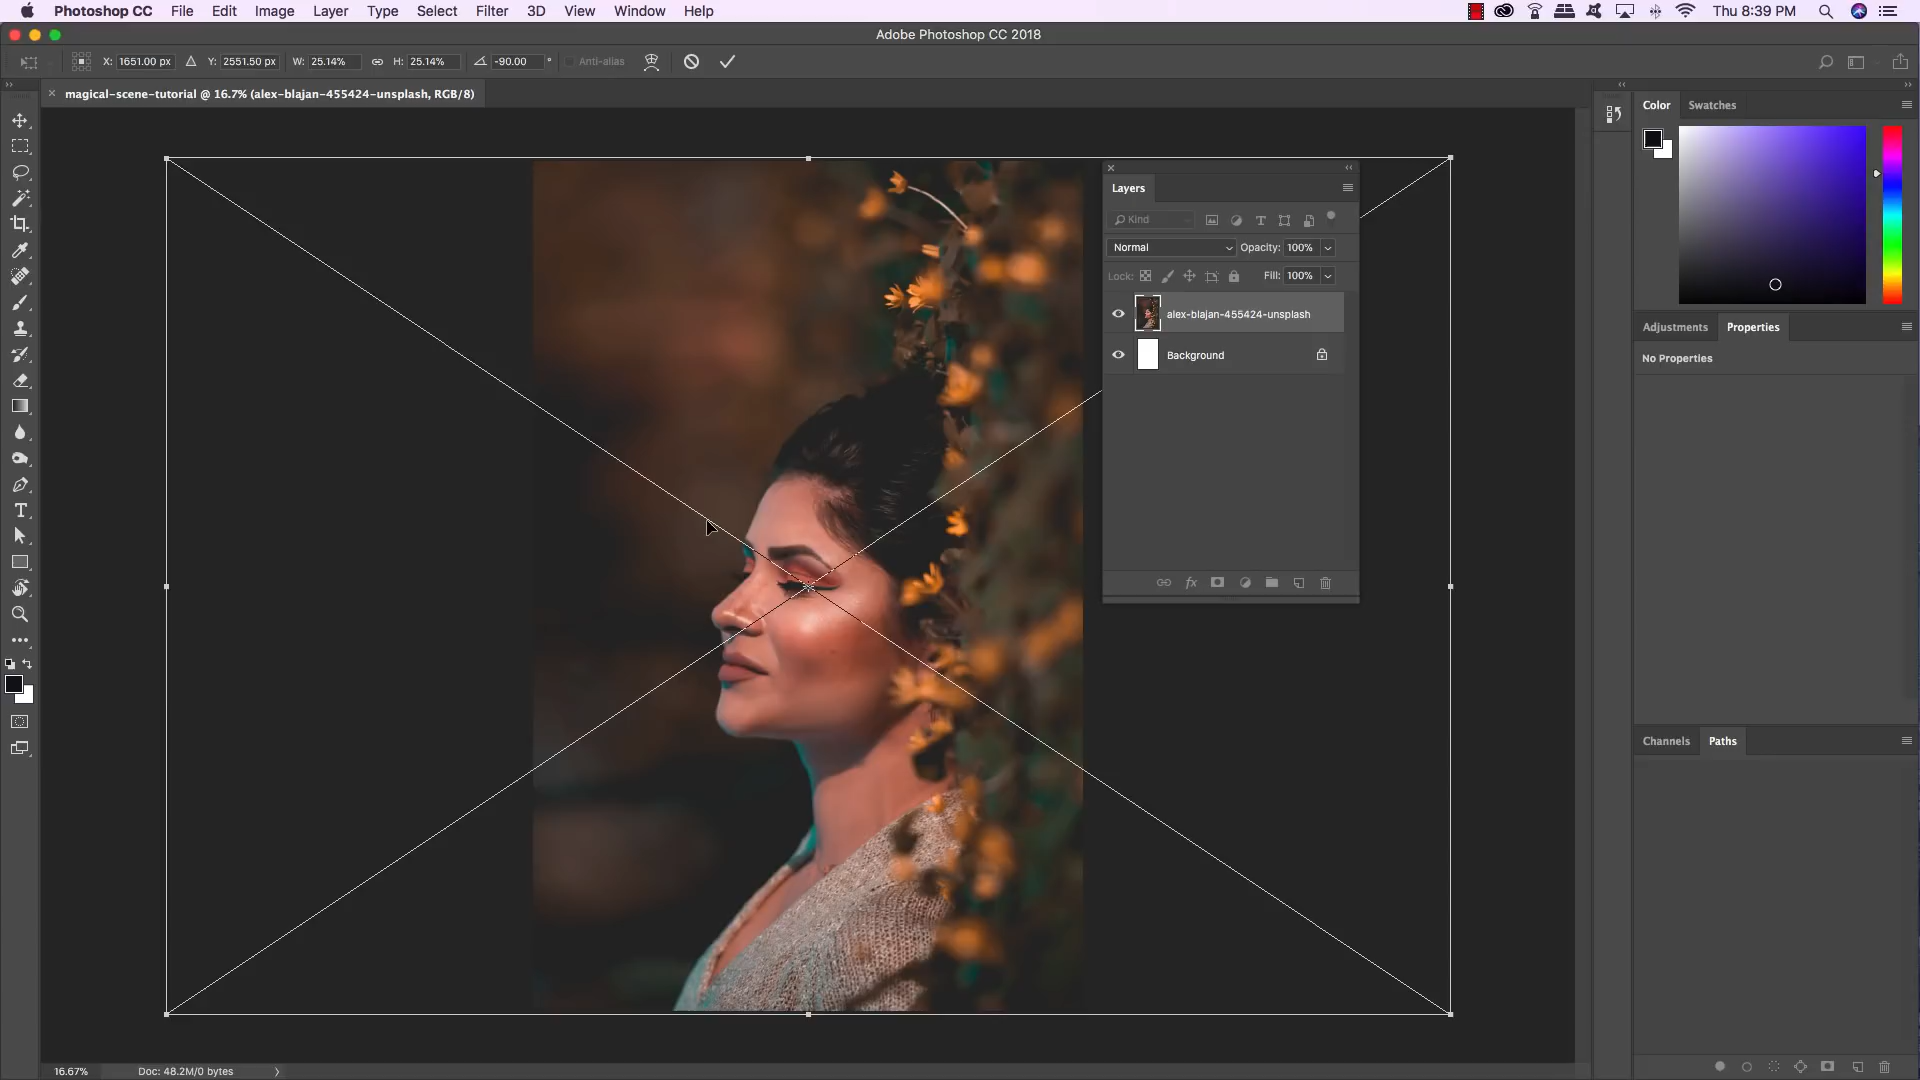 Photoshop CC File Edit Image Layer Type Select Filter 3D View Window Help Thu 8:39 PM
Adobe Photoshop CC 2018
X: 1651.00 px Y: 2551.50 px W: 25.14% H: 25.14% -90.00 ° Anti-alias
magical-scene-tutorial @ 16.7% (alex-blajan-455424-unsplash, RGB/8)
Color Swatches
Layers
Kind
Normal Opacity: 100%
Lock: Fill: 100%
alex-blajan-455424-unsplash
Background
Adjustments Properties
No Properties
Channels Paths
16.67% Doc: 48.2M/0 bytes